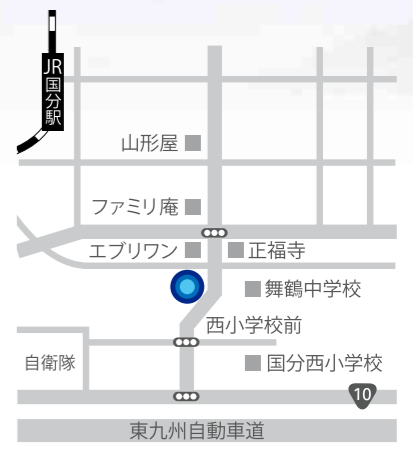 JR国分駅
山形屋
ファミリ庵
エブリワン
正福寺
舞鶴中学校
西小学校前
自衛隊
国分西小学校
10
東九州自動車道